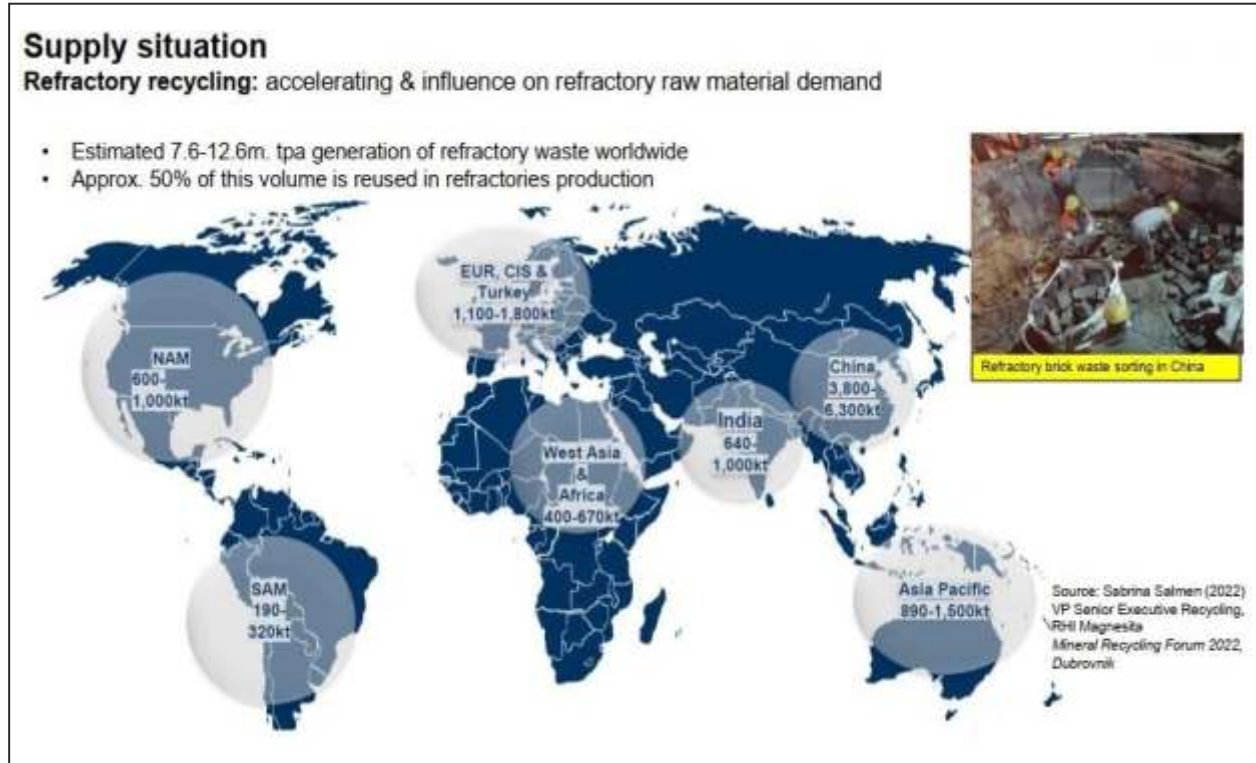 Supply situation
Refractory recycling: accelerating & influence on refractory raw material demand
• Estimated 7.6-12.6m. tpa generation of refractory waste worldwide
• Approx. 50% of this volume is reused in refractories production
EUR, CIS &
Turkey
1,100-1,800kt
NAM
600-
1,000kt
China
3,800-
6,300kt
Refractory brick waste sorting in China
India
640-
1,000kt
West Asia
&
Africa
400-670kt
SAM
190-
320kt
Asia Pacific
890-1,500kt
Source: Sabrina Salmen (2022)
VP Senior Executive Recycling,
RHI Magnesita
Mineral Recycling Forum 2022,
Dubrovnik